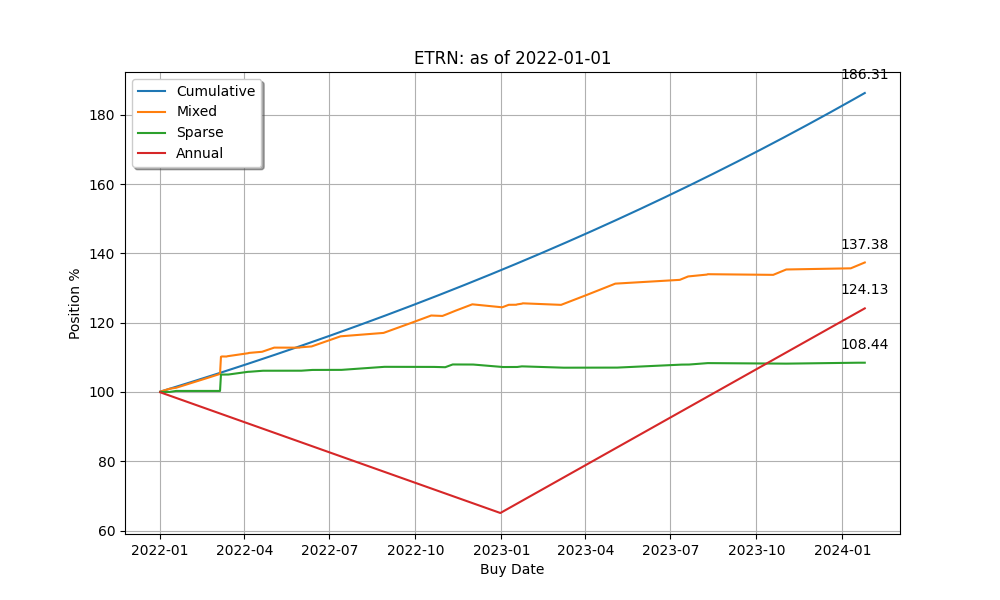 ETRN: as of 2022-01-01
186.31
Cumulative
Mixed
Sparse
Annual
180
160
140
120
100
80
60
137.38
124.13
108.44
Position %
2022-01 2022-04 2022-07 2022-10 2023-01 2023-04 2023-07 2023-10 2024-01
Buy Date